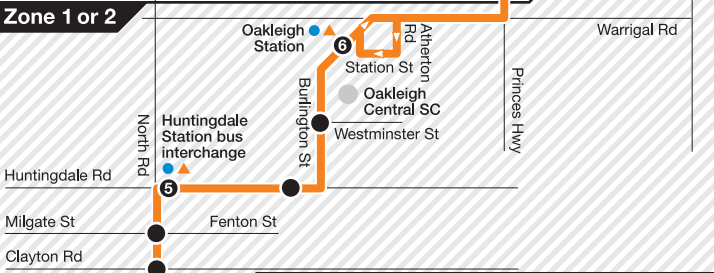 Zone 1 or 2
Oakleigh
Station
6
Atherton
Rd
Warrigal Rd
Station St
Princes Hwy
Oakleigh
Central SC
Burlington St
Westminster St
North Rd
Huntingdale
Station bus
interchange
Huntingdale Rd
5
Milgate St
Fenton St
Clayton Rd